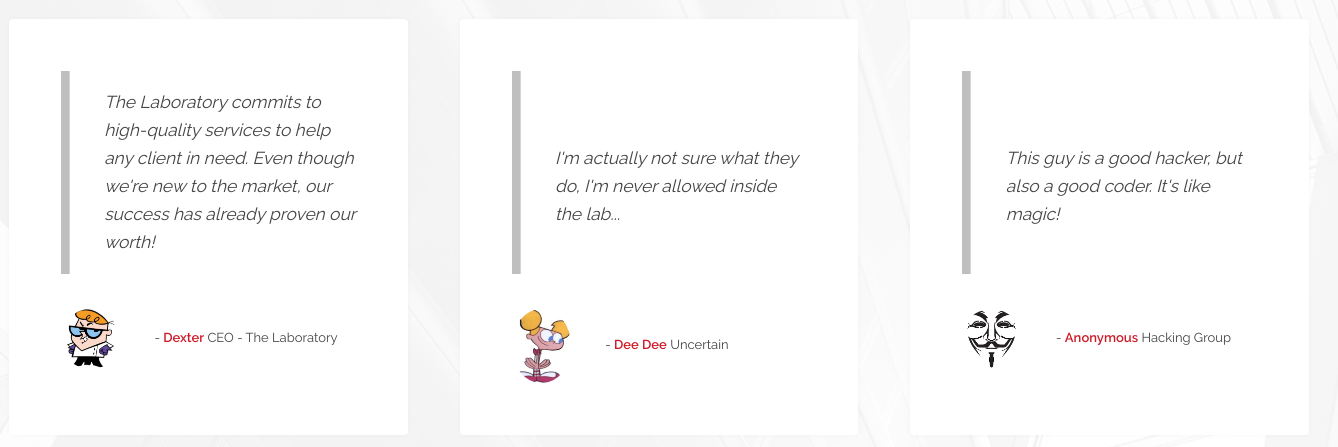 The Laboratory commits to
high-quality services to help
any client in need. Even though
we're new to the market, our
success has already proven our
worth!
- Dexter CEO - The Laboratory
I'm actually not sure what they
do, I'm never allowed inside
the lab...
- Dee Dee Uncertain
This guy is a good hacker, but
also a good coder. It's like
magic!
- Anonymous Hacking Group